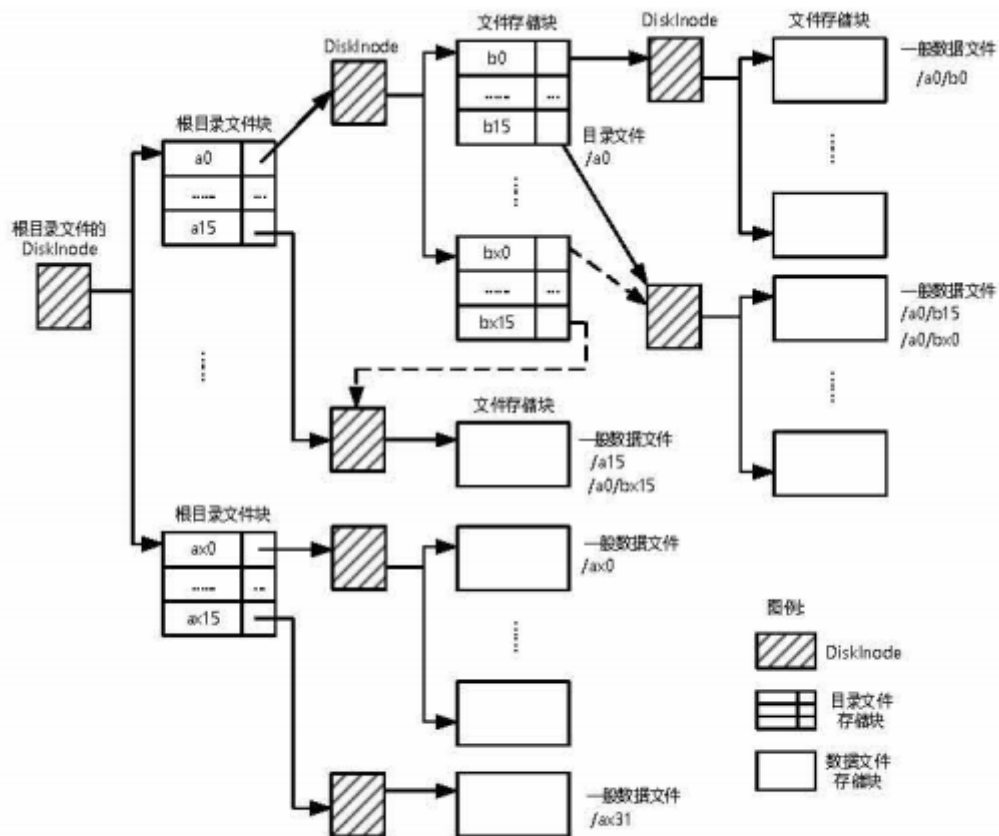 文件存储块
DiskInode
文件存储块
DiskInode
b0
...... ...
b15
一般数据文件
/a0/b0
根目录文件块
a0
...... ...
a15
目录文件
/a0
根目录文件的
DiskInode
bx0
...... ...
bx15
一般数据文件
/a0/b15
/a0/bx0
文件存储块
一般数据文件
/a15
/a0/bx15
根目录文件块
ax0
...... ...
ax15
一般数据文件
/ax0
图例:
DiskInode
目录文件
存储块
数据文件
存储块
一般数据文件
/ax31